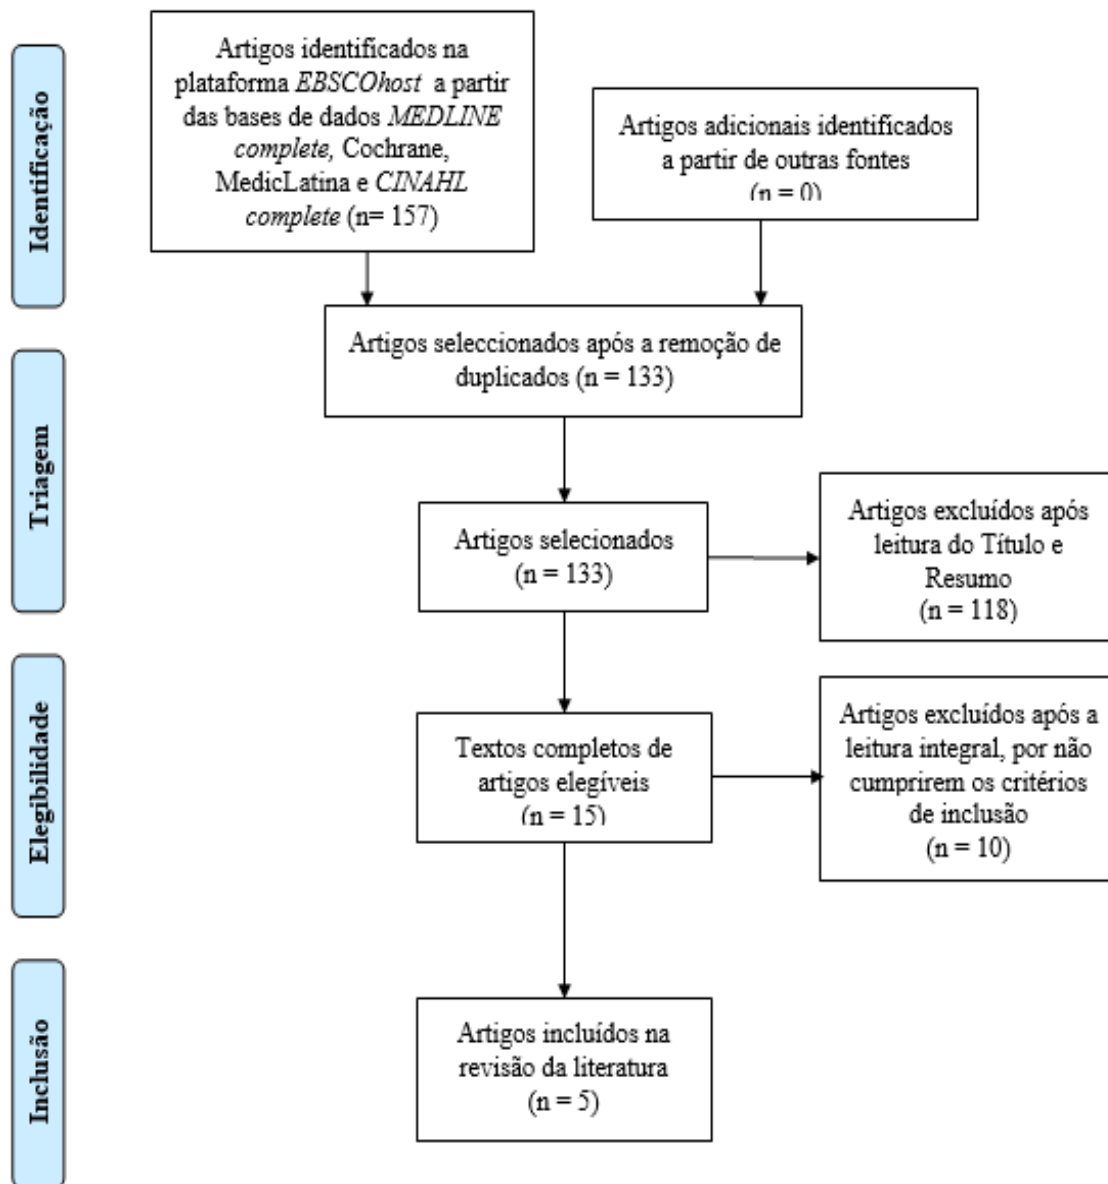 Identificação
Artigos identificados na
plataforma EBSCOhost a partir
das bases de dados MEDLINE
complete, Cochrane,
MedicLatina e CINAHL
complete (n= 157)
Artigos adicionais identificados
a partir de outras fontes
(n = 0)
Artigos seleccionados após a remoção de
duplicados (n = 133)
Triagem
Artigos selecionados
(n = 133)
Artigos excluídos após
leitura do Título e
Resumo
(n = 118)
Elegibilidade
Textos completos de
artigos elegíveis
(n = 15)
Artigos excluídos após a
leitura integral, por não
cumprirem os critérios
de inclusão
(n = 10)
Inclusão
Artigos incluídos na
revisão da literatura
(n = 5)